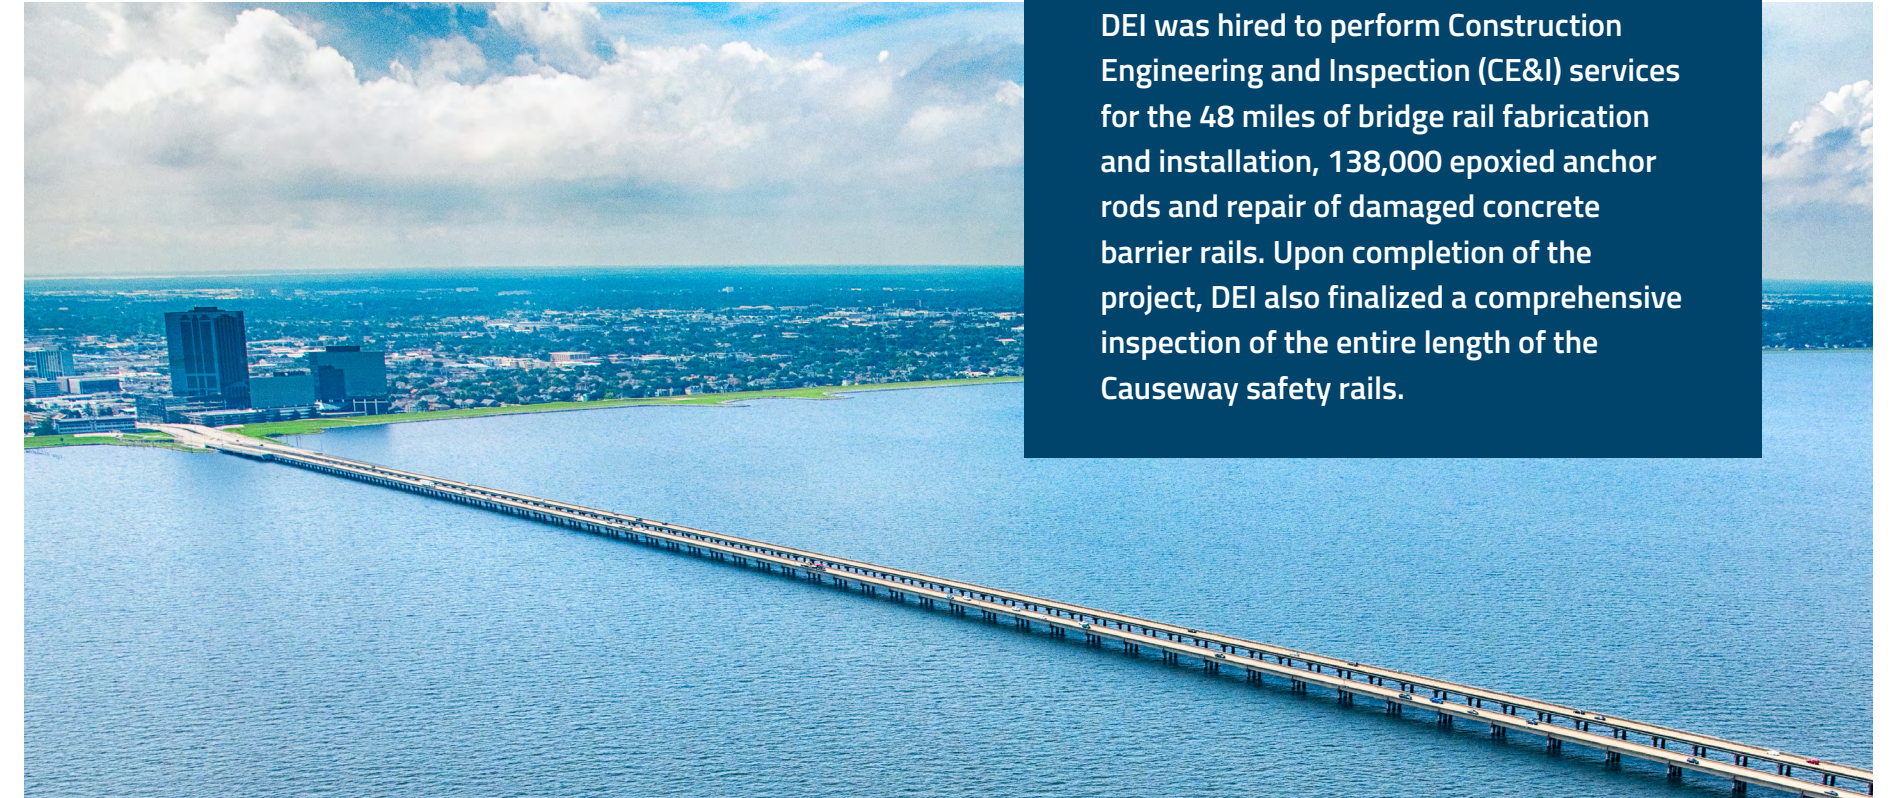 DEI was hired to perform Construction
Engineering and Inspection (CE&I) services
for the 48 miles of bridge rail fabrication
and installation, 138,000 epoxied anchor
rods and repair of damaged concrete
barrier rails. Upon completion of the
project, DEI also finalized a comprehensive
inspection of the entire length of the
Causeway safety rails.